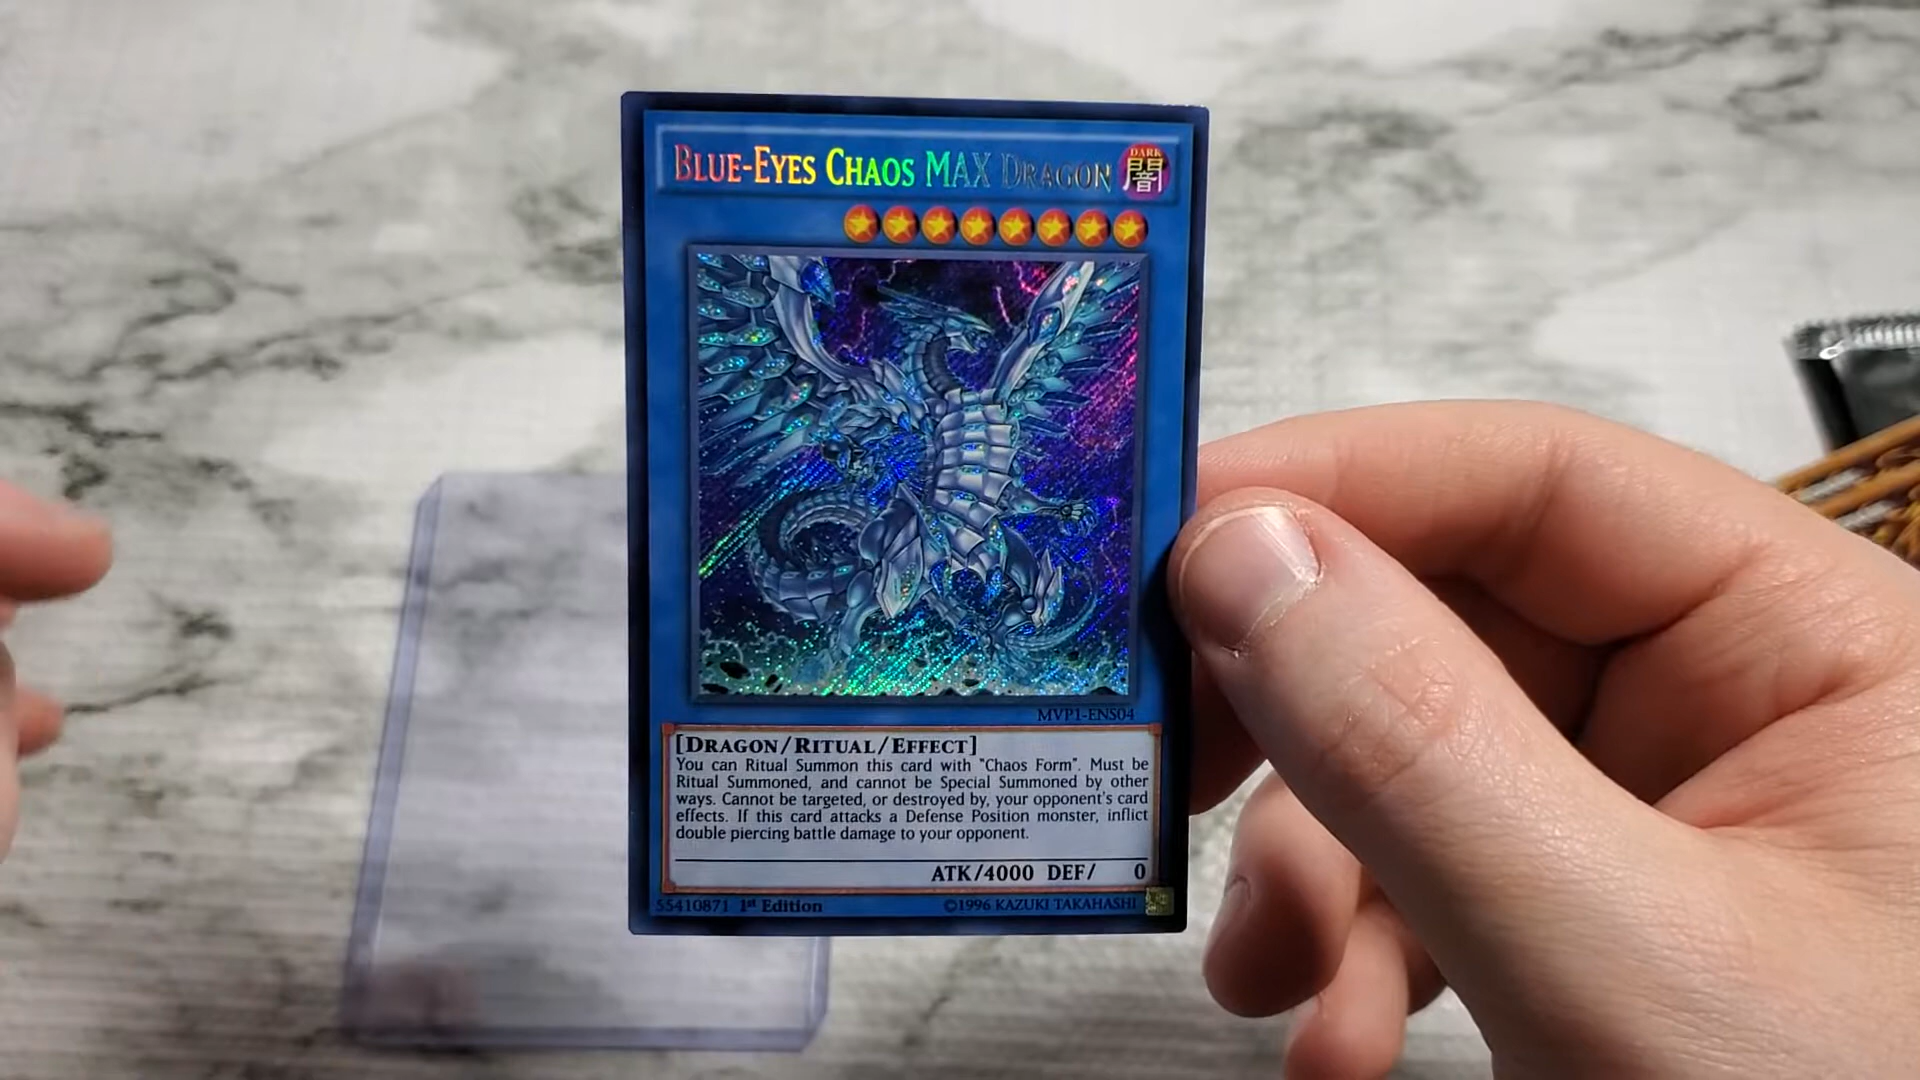 BLUE-EYES CHAOS MAX DRAGON
DARK
闇
MVP1-ENS04
[DRAGON/RITUAL/EFFECT]
You can Ritual Summon this card with "Chaos Form". Must be
Ritual Summoned, and cannot be Special Summoned by other
ways. Cannot be targeted, or destroyed by, your opponent's card
effects. If this card attacks a Defense Position monster, inflict
double piercing battle damage to your opponent.
ATK/4000 DEF/ 0
55410871 1st Edition ©1996 KAZUKI TAKAHASHI